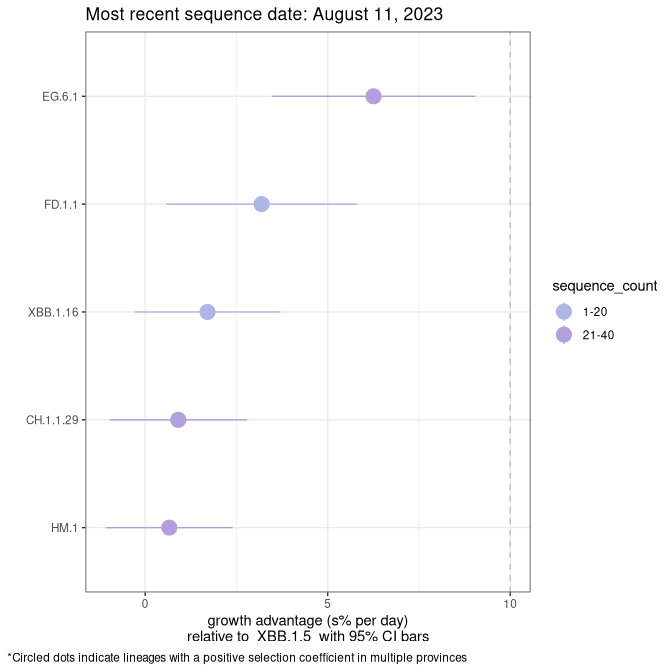 Most recent sequence date: August 11, 2023
EG.6.1
FD.1.1
XBB.1.16
CH.1.1.29
HM.1
0 5 10
growth advantage (s% per day)
relative to XBB.1.5 with 95% CI bars
sequence_count
1-20
21-40
*Circled dots indicate lineages with a positive selection coefficient in multiple provinces